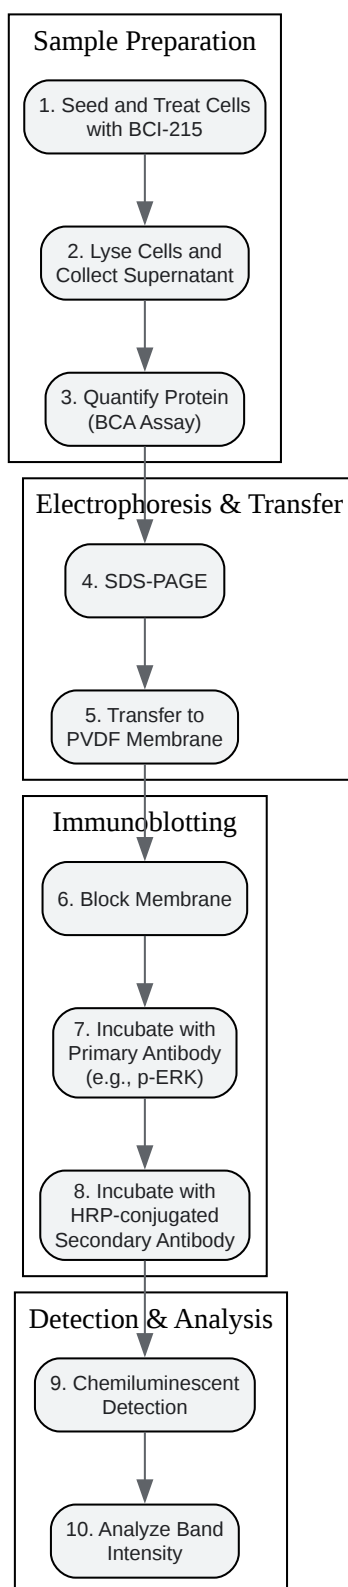 Sample Preparation
1. Seed and Treat Cells
with BCI-215
2. Lyse Cells and
Collect Supernatant
3. Quantify Protein
(BCA Assay)
Electrophoresis & Transfer
4. SDS-PAGE
5. Transfer to
PVDF Membrane
Immunoblotting
6. Block Membrane
7. Incubate with
Primary Antibody
(e.g., p-ERK)
8. Incubate with
HRP-conjugated
Secondary Antibody
Detection & Analysis
9. Chemiluminescent
Detection
10. Analyze Band
Intensity